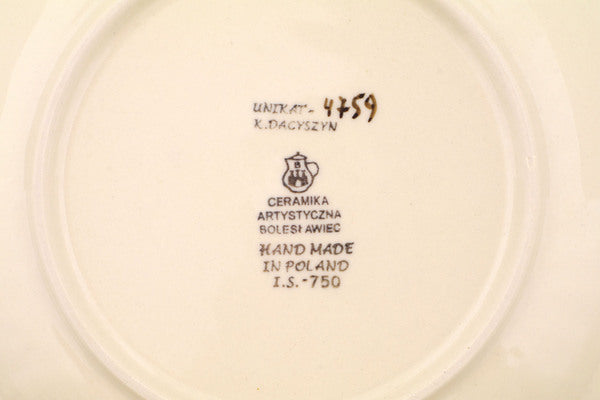 UNIKAT - 4759
K. DACYSZYN
B
CERAMIKA
ARTYSTYCZNA
BOLESŁAWIEC
HAND MADE
IN POLAND
I.S.-750